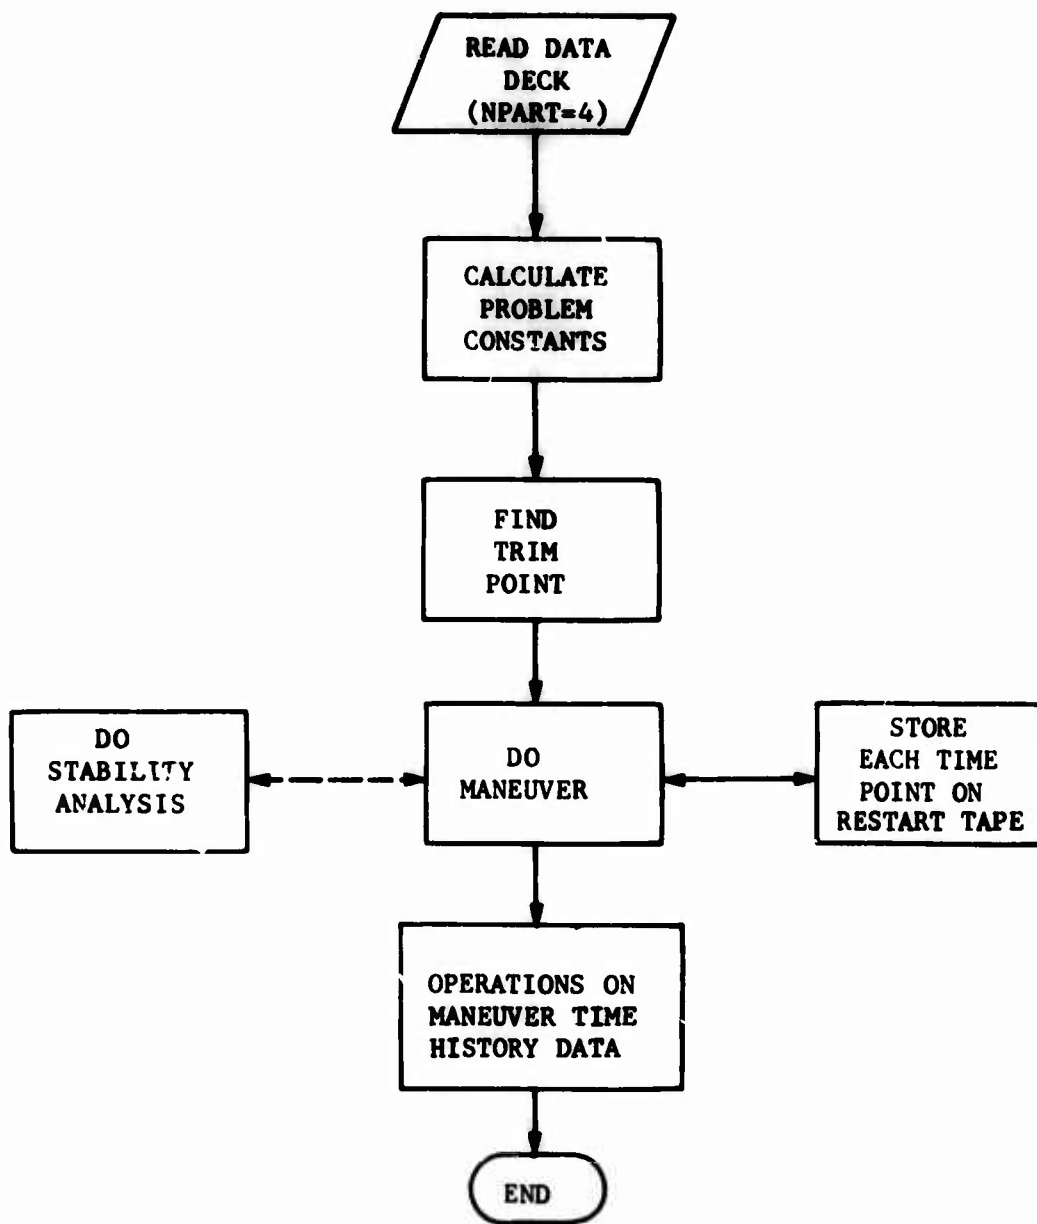 READ DATA
DECK
(NPART=4)
CALCULATE
PROBLEM
CONSTANTS
FIND
TRIM
POINT
DO
STABILITY
ANALYSIS
DO
MANEUVER
STORE
EACH TIME
POINT ON
RESTART TAPE
OPERATIONS ON
MANEUVER TIME
HISTORY DATA
END